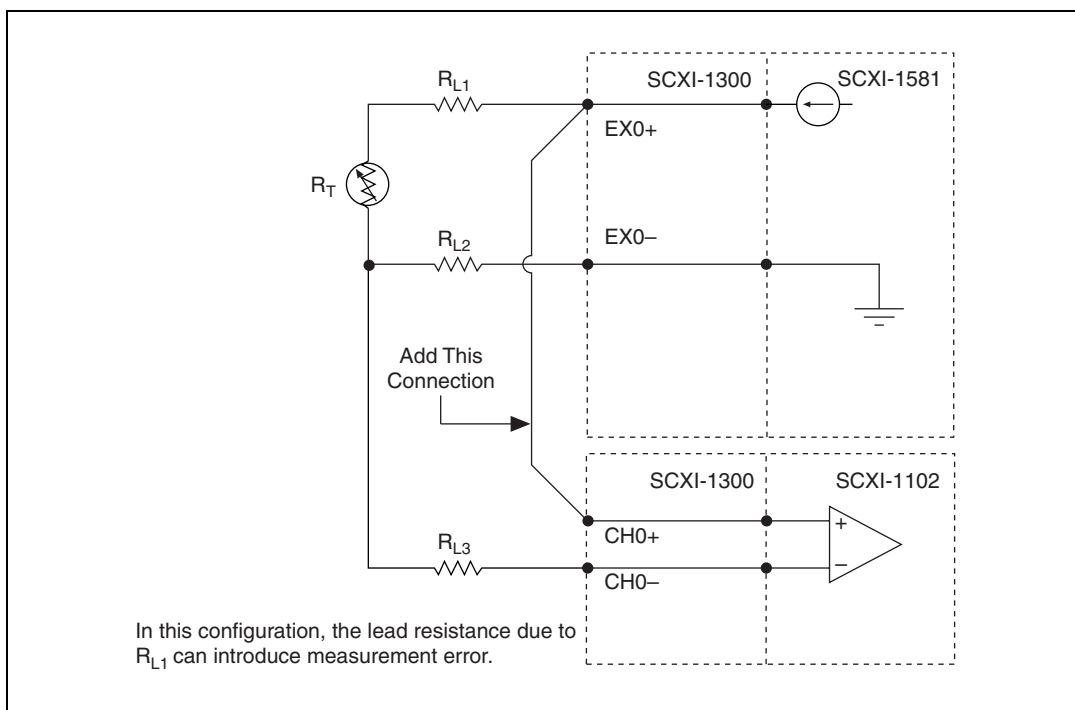 SCXI-1300
SCXI-1581
R_L1
EX0+
R_T
R_L2
EX0–
Add This
Connection
SCXI-1300
SCXI-1102
+
CH0+
R_L3
–
CH0–
In this configuration, the lead resistance due to
R_L1 can introduce measurement error.